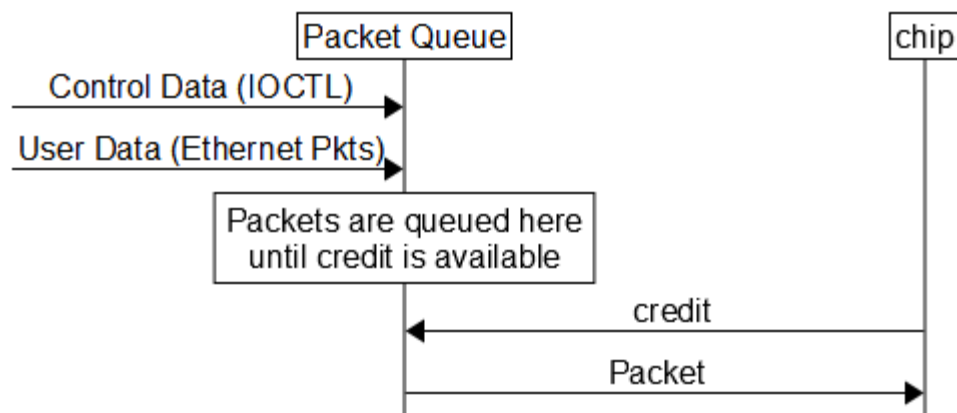 Packet Queue
chip
Control Data (IOCTL)
User Data (Ethernet Pkts)
Packets are queued here
until credit is available
credit
Packet